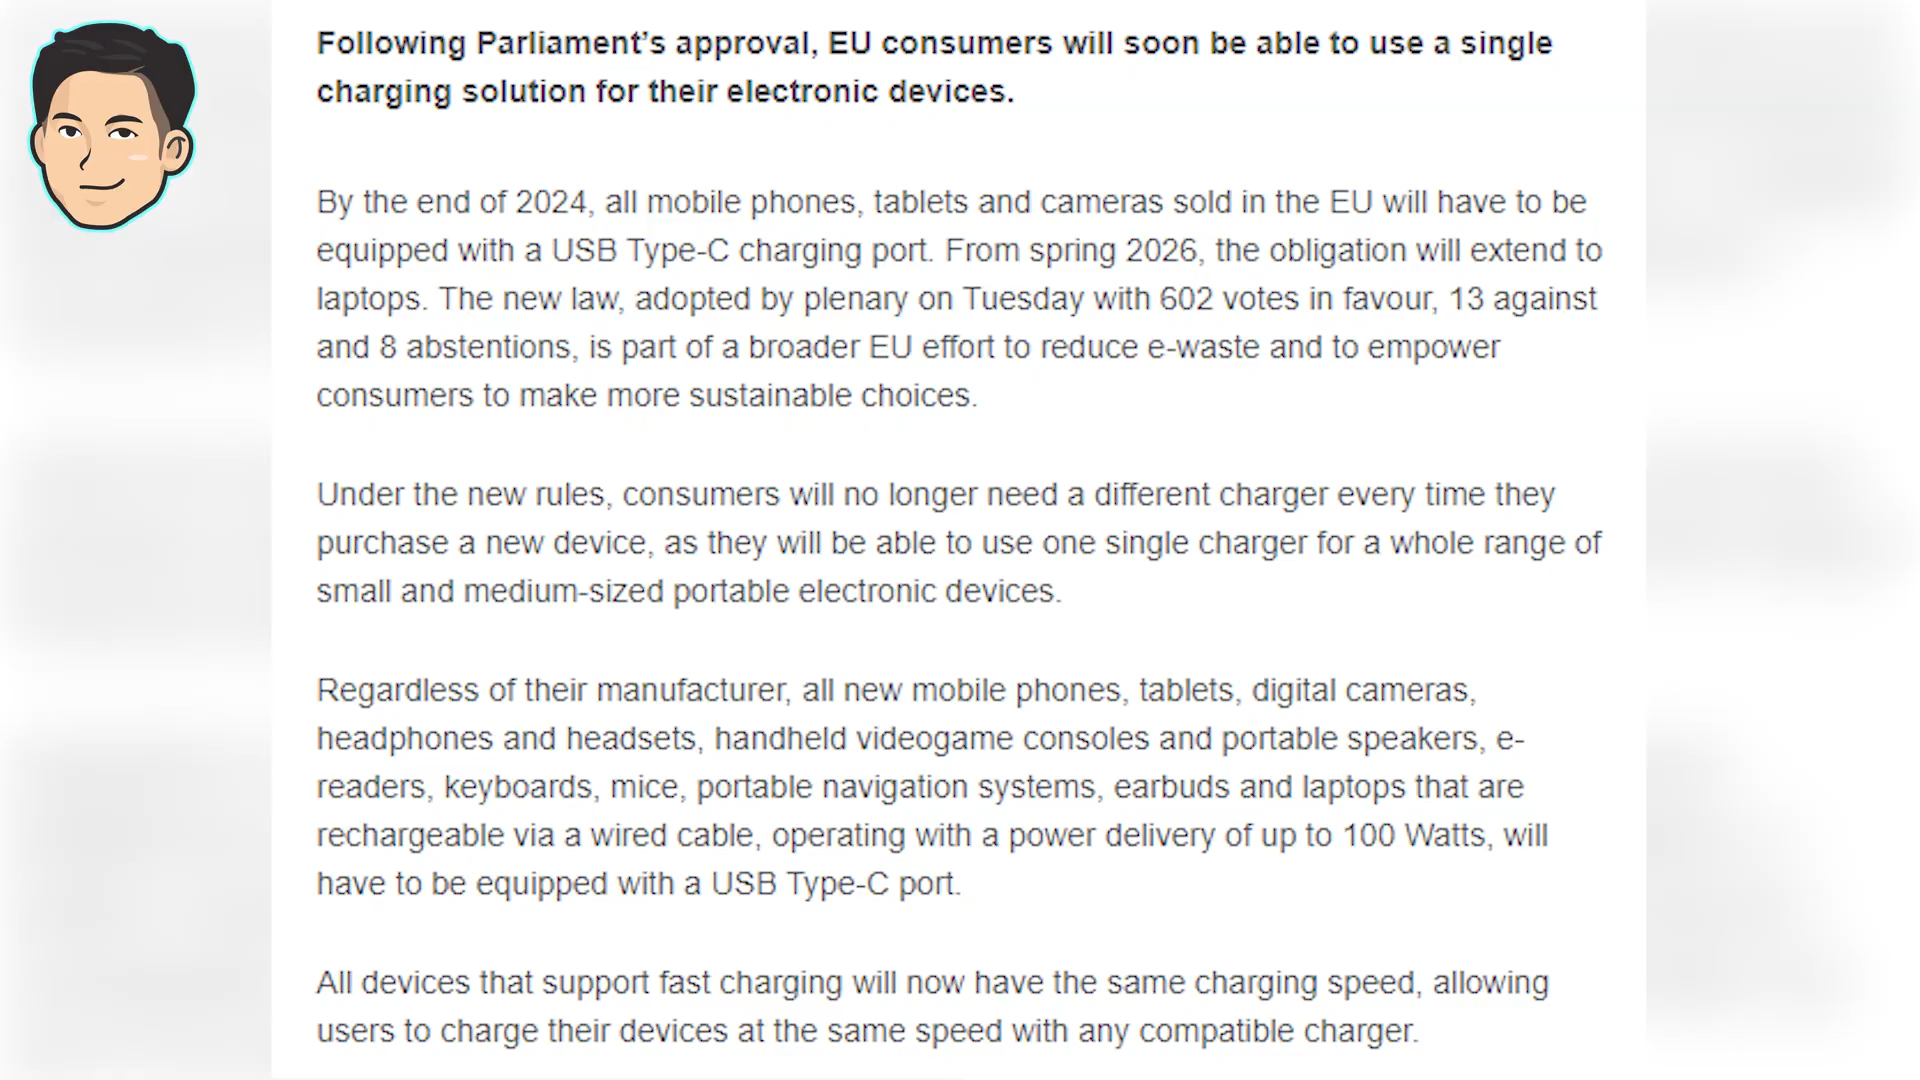 Following Parliament’s approval, EU consumers will soon be able to use a single
charging solution for their electronic devices.
By the end of 2024, all mobile phones, tablets and cameras sold in the EU will have to be
equipped with a USB Type-C charging port. From spring 2026, the obligation will extend to
laptops. The new law, adopted by plenary on Tuesday with 602 votes in favour, 13 against
and 8 abstentions, is part of a broader EU effort to reduce e-waste and to empower
consumers to make more sustainable choices.
Under the new rules, consumers will no longer need a different charger every time they
purchase a new device, as they will be able to use one single charger for a whole range of
small and medium-sized portable electronic devices.
Regardless of their manufacturer, all new mobile phones, tablets, digital cameras,
headphones and headsets, handheld videogame consoles and portable speakers, e-
readers, keyboards, mice, portable navigation systems, earbuds and laptops that are
rechargeable via a wired cable, operating with a power delivery of up to 100 Watts, will
have to be equipped with a USB Type-C port.
All devices that support fast charging will now have the same charging speed, allowing
users to charge their devices at the same speed with any compatible charger.